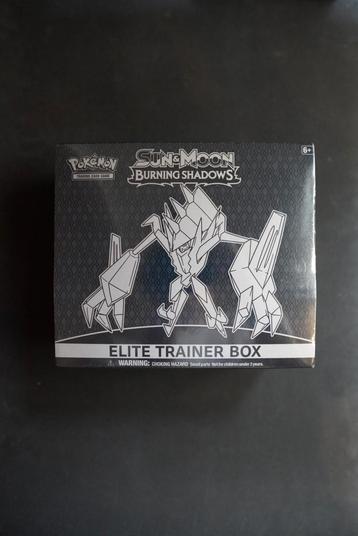 POKéMON
TRADING CARD GAME
SUN & MOON
BURNING SHADOWS
6+
ELITE TRAINER BOX
WARNING: CHOKING HAZARD Small parts Not for children under 3 years.